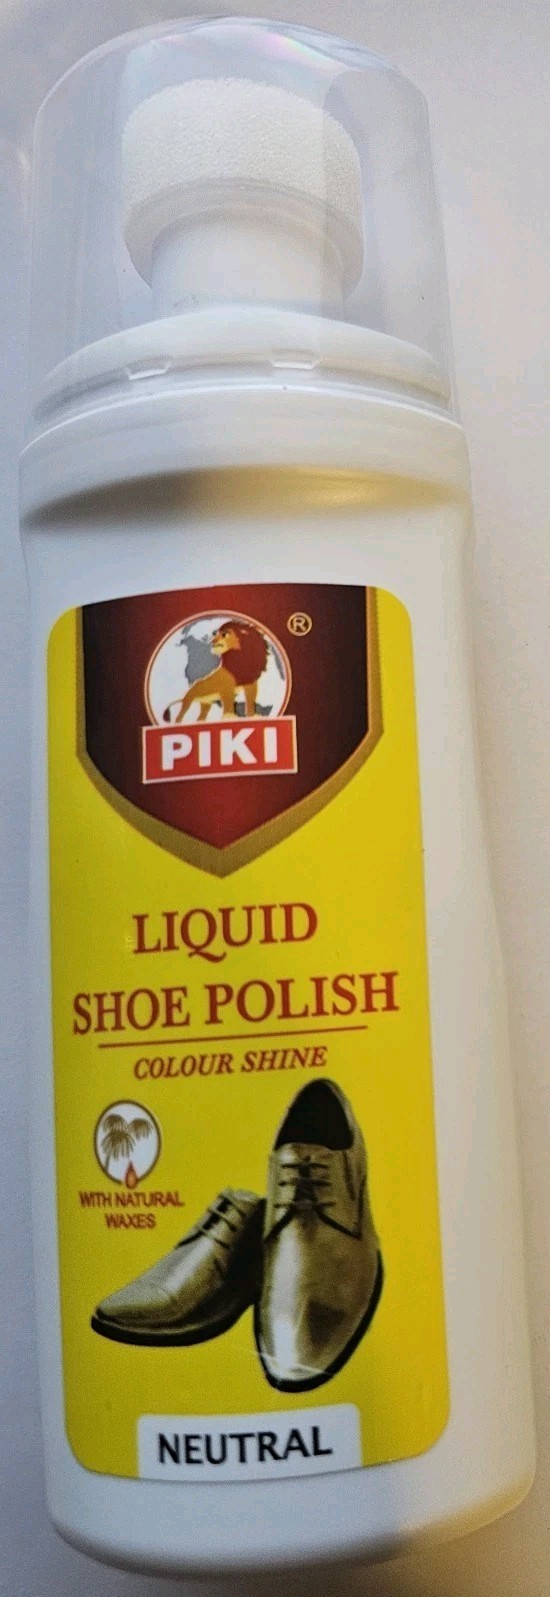 ®
PIKI
LIQUID
SHOE POLISH
COLOUR SHINE
WITH NATURAL
WAXES
NEUTRAL